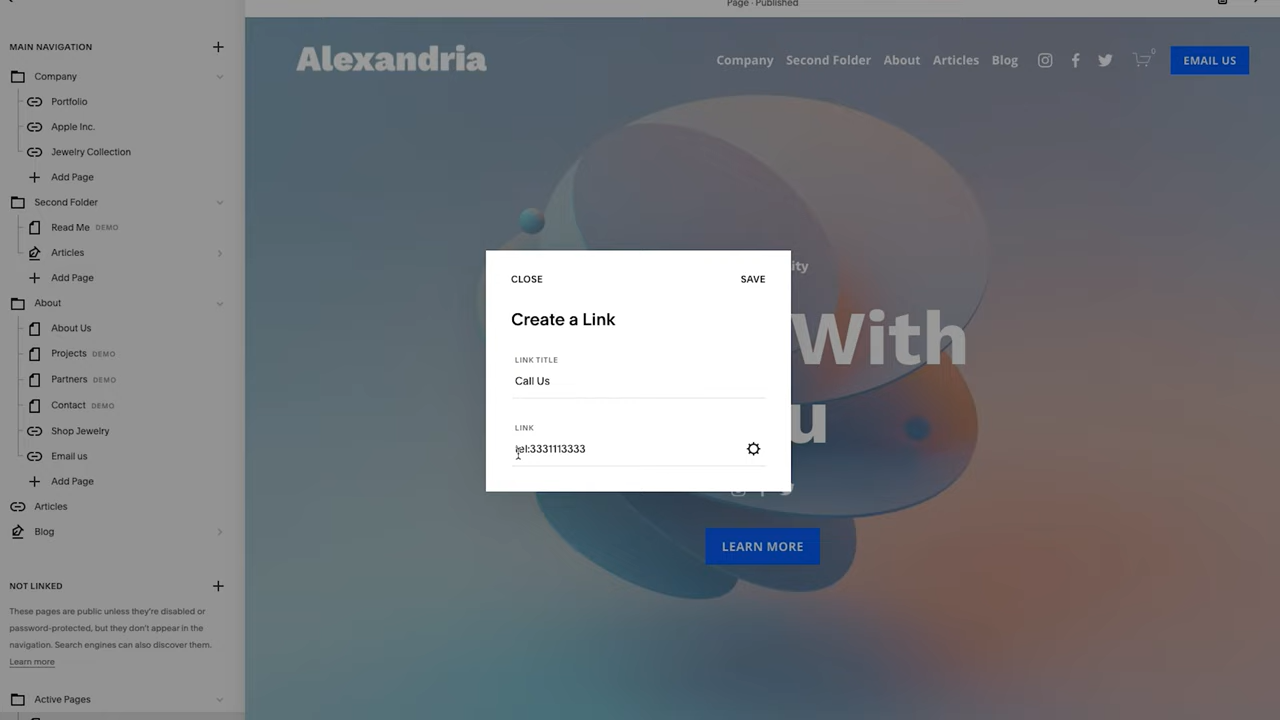 Page · Published
MAIN NAVIGATION
Company
Portfolio
Apple Inc.
Jewelry Collection
Add Page
Second Folder
Read Me DEMO
Articles
Add Page
About
About Us
Projects DEMO
Partners DEMO
Contact DEMO
Shop Jewelry
Email us
Add Page
Articles
Blog
NOT LINKED
These pages are public unless they're disabled or
password-protected, but they don't appear in the
navigation. Search engines can also discover them.
Learn more
Active Pages
Alexandria
Company Second Folder About Articles Blog 0 EMAIL US
ity
With
u
LEARN MORE
CLOSE SAVE
Create a Link
LINK TITLE
Call Us
LINK
tel:3331113333